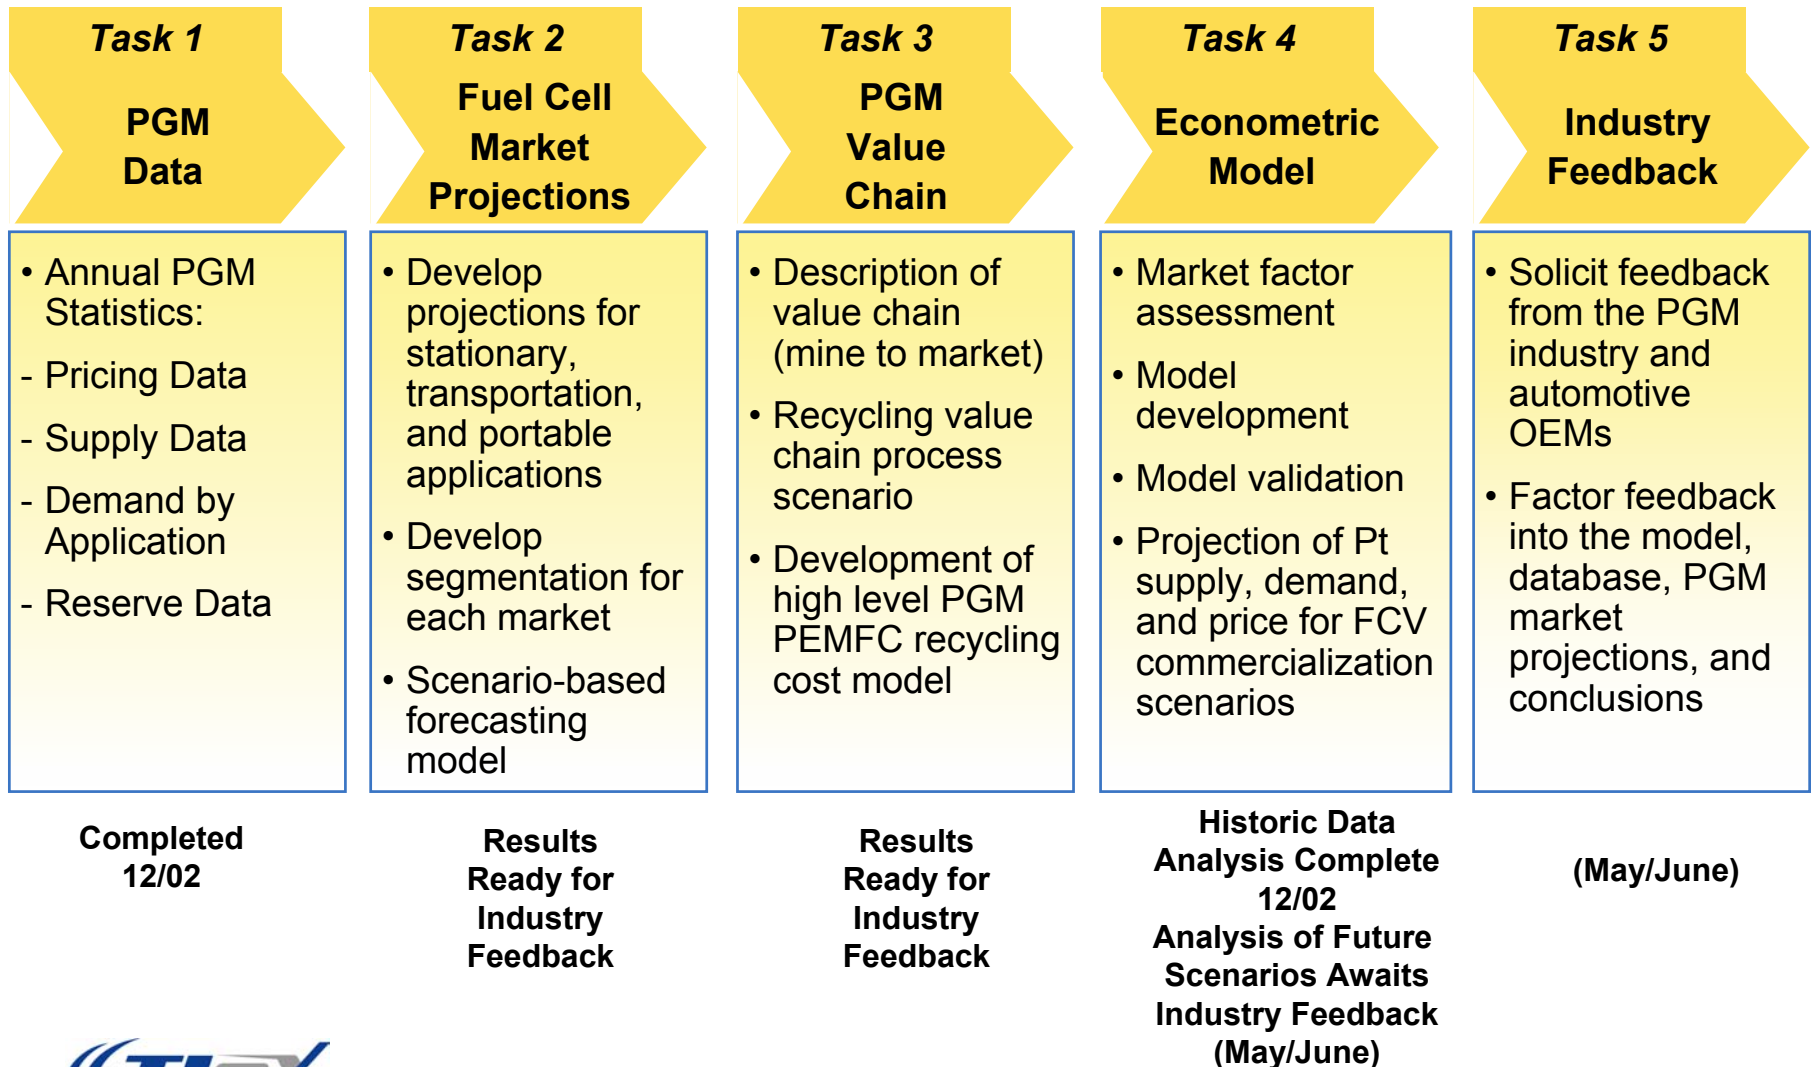 Task 1
PGM
Data
• Annual PGM
Statistics:
- Pricing Data
- Supply Data
- Demand by
Application
- Reserve Data
Completed
12/02
Task 2
Fuel Cell
Market
Projections
• Develop
projections for
stationary,
transportation,
and portable
applications
• Develop
segmentation for
each market
• Scenario-based
forecasting
model
Results
Ready for
Industry
Feedback
Task 3
PGM
Value
Chain
• Description of
value chain
(mine to market)
• Recycling value
chain process
scenario
• Development of
high level PGM
PEMFC recycling
cost model
Results
Ready for
Industry
Feedback
Task 4
Econometric
Model
• Market factor
assessment
• Model
development
• Model validation
• Projection of Pt
supply, demand,
and price for FCV
commercialization
scenarios
Historic Data
Analysis Complete
12/02
Analysis of Future
Scenarios Awaits
Industry Feedback
(May/June)
Task 5
Industry
Feedback
• Solicit feedback
from the PGM
industry and
automotive
OEMs
• Factor feedback
into the model,
database, PGM
market
projections, and
conclusions
(May/June)